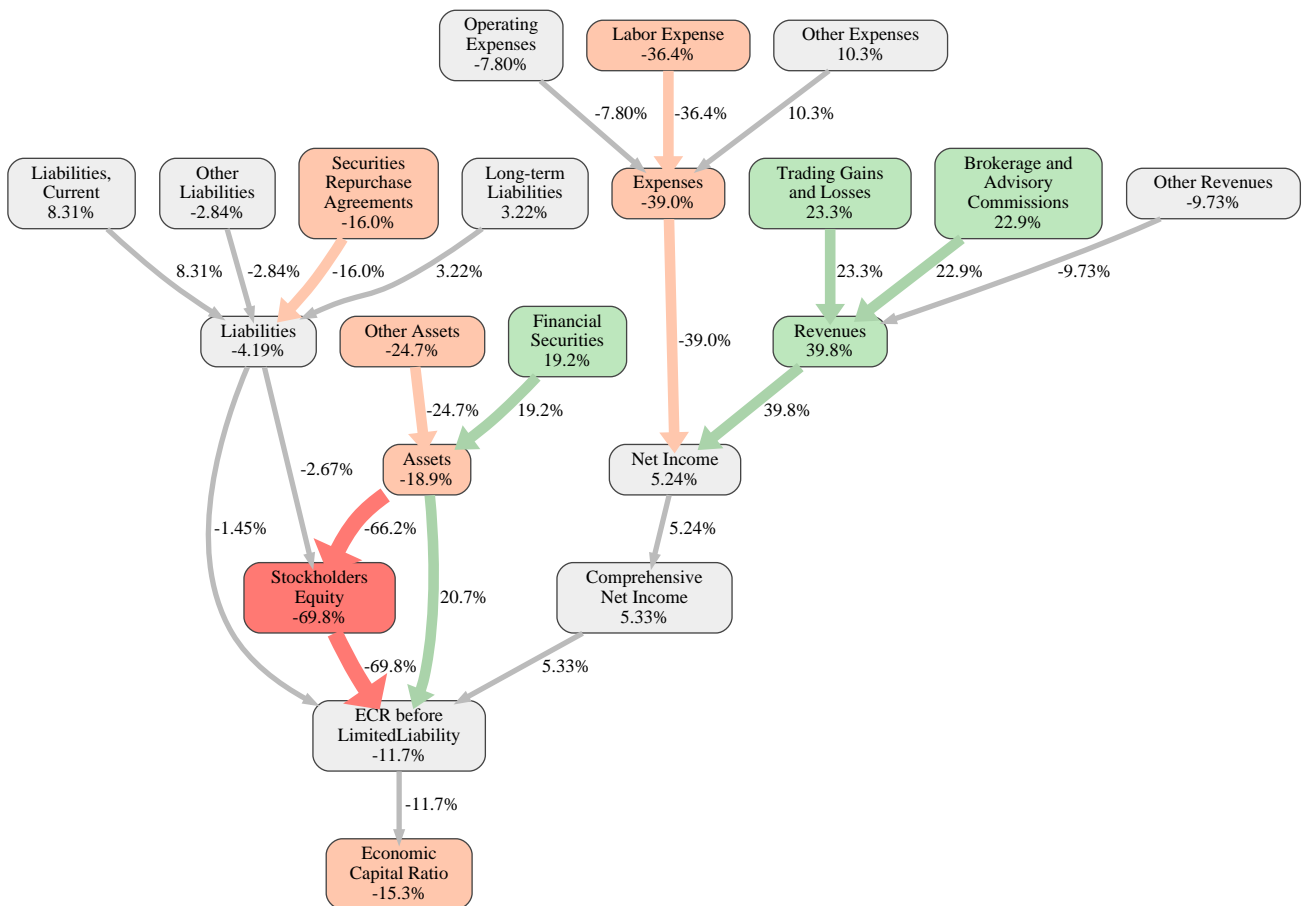 Operating
Expenses
-7.80%
Labor Expense
-36.4%
Other Expenses
10.3%
-7.80%
-36.4%
10.3%
Liabilities,
Current
8.31%
Other
Liabilities
-2.84%
Securities
Repurchase
Agreements
-16.0%
Long-term
Liabilities
3.22%
Expenses
-39.0%
Trading Gains
and Losses
23.3%
Brokerage and
Advisory
Commissions
22.9%
Other Revenues
-9.73%
8.31%
-2.84%
-16.0%
3.22%
23.3%
22.9%
-9.73%
Liabilities
-4.19%
Other Assets
-24.7%
Financial
Securities
19.2%
-39.0%
Revenues
39.8%
-24.7%
19.2%
39.8%
Assets
-18.9%
Net Income
5.24%
-2.67%
-1.45%
-66.2%
5.24%
Stockholders
Equity
-69.8%
20.7%
Comprehensive
Net Income
5.33%
-69.8%
5.33%
ECR before
LimitedLiability
-11.7%
-11.7%
Economic
Capital Ratio
-15.3%